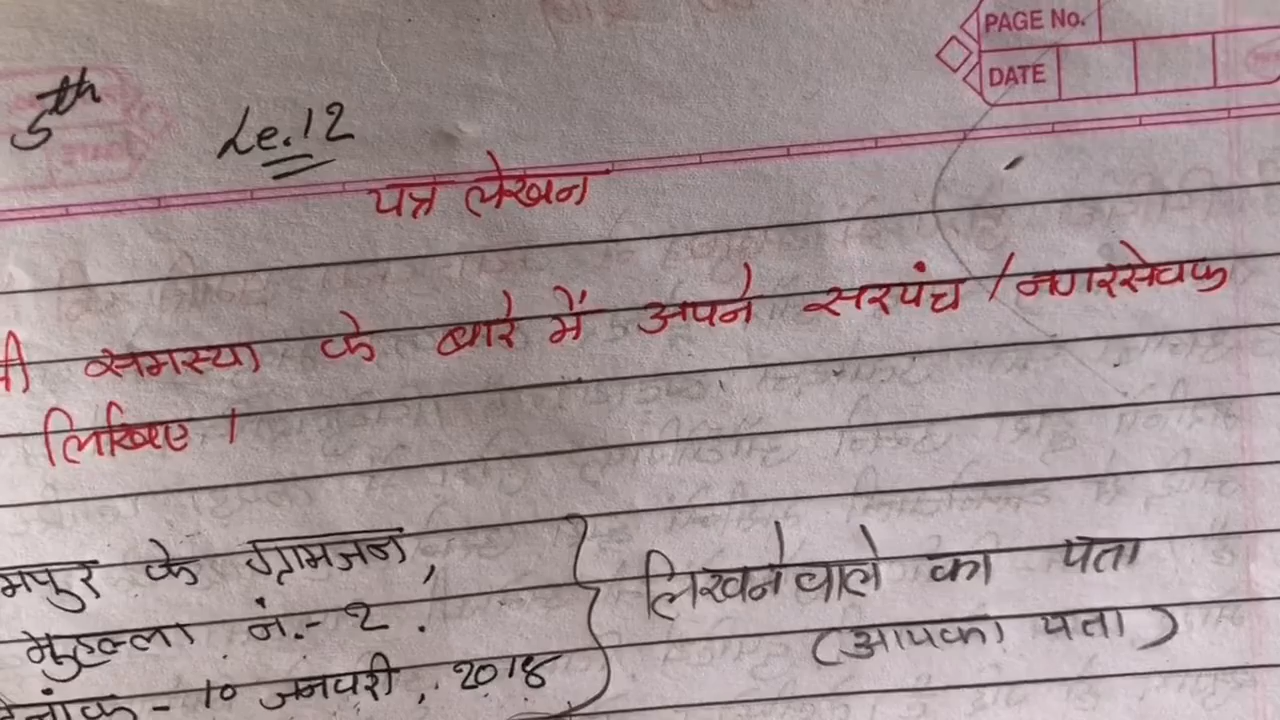 PAGE No.
DATE
5th
Le.12
पत्र लेखन
समस्या के बारे में अपने सरपंच / नगरसेवक
लिखिए ।
मपुर के ग्रामजन,
मुहल्ला नं.- 2 .
लिखनेवाले का पता
(आपका पता)
- 10 जनवरी, 2018